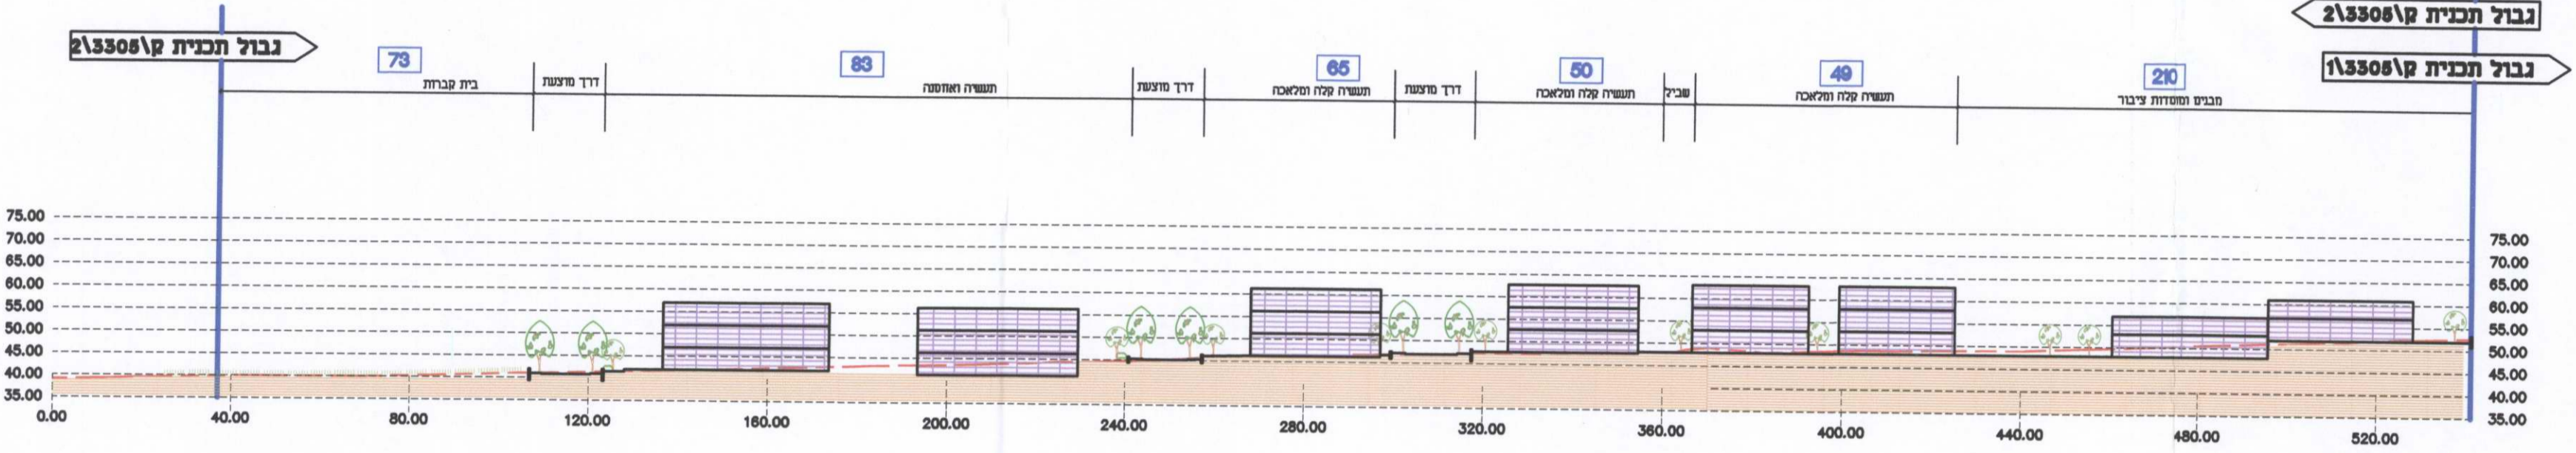 גבול תכנית ק\3305\2
גבול תכנית ק\3305\2
גבול תכנית ק\3305\1
73
83
65
50
49
210
בית קברות
דרך מוצעת
תעשיה ואחסנה
דרך מוצעת
תעשיה קלה ומלאכה
דרך מוצעת
תעשיה קלה ומלאכה
שביל
תעשיה קלה ומלאכה
מבנים ומוסדות ציבור
75.00
70.00
65.00
60.00
55.00
50.00
45.00
40.00
35.00
75.00
70.00
65.00
60.00
55.00
50.00
45.00
40.00
35.00
0.00
40.00
80.00
120.00
160.00
200.00
240.00
280.00
320.00
360.00
400.00
440.00
480.00
520.00